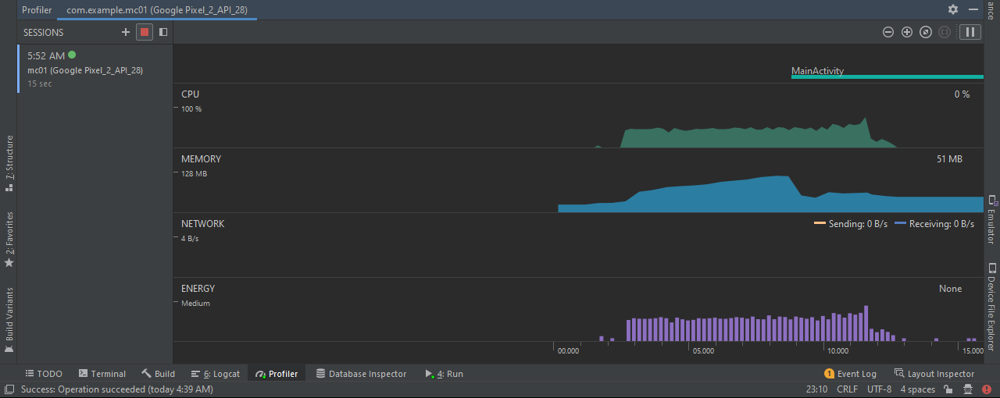 Profiler
com.example.mc01 (Google Pixel_2_API_28)
SESSIONS
5:52 AM
mc01 (Google Pixel_2_API_28)
15 sec
MainActivity
CPU
0 %
100 %
MEMORY
51 MB
128 MB
NETWORK
Sending: 0 B/s
Receiving: 0 B/s
4 B/s
ENERGY
None
Medium
00.000
05.000
10.000
15.000
7: Structure
2: Favorites
Build Variants
ance
Emulator
Device File Explorer
TODO
Terminal
Build
6: Logcat
Profiler
Database Inspector
4: Run
1
Event Log
Layout Inspector
Success: Operation succeeded (today 4:39 AM)
23:10
CRLF
UTF-8
4 spaces